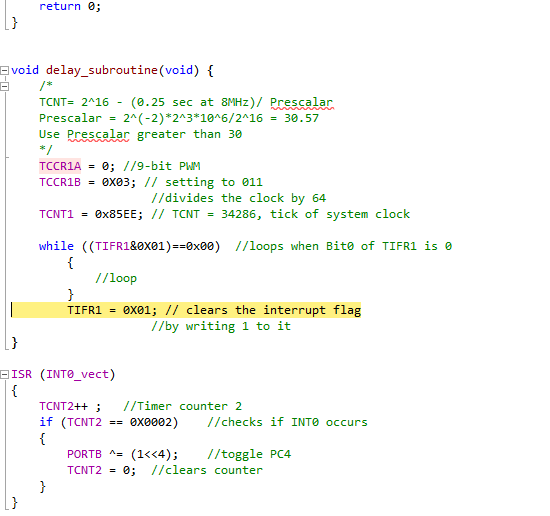 return 0;
}
void delay_subroutine(void) {
/*
TCNT= 2^16 - (0.25 sec at 8MHz)/ Prescalar
Prescalar = 2^(-2)*2^3*10^6/2^16 = 30.57
Use Prescalar greater than 30
*/
TCCR1A = 0; //9-bit PWM
TCCR1B = 0X03; // setting to 011
//divides the clock by 64
TCNT1 = 0x85EE; // TCNT = 34286, tick of system clock
while ((TIFR1&0X01)==0x00) //loops when Bit0 of TIFR1 is 0
{
//loop
}
TIFR1 = 0X01; // clears the interrupt flag
//by writing 1 to it
}
ISR (INT0_vect)
{
TCNT2++ ; //Timer counter 2
if (TCNT2 == 0X0002) //checks if INT0 occurs
{
PORTB ^= (1<<4); //toggle PC4
TCNT2 = 0; //clears counter
}
}